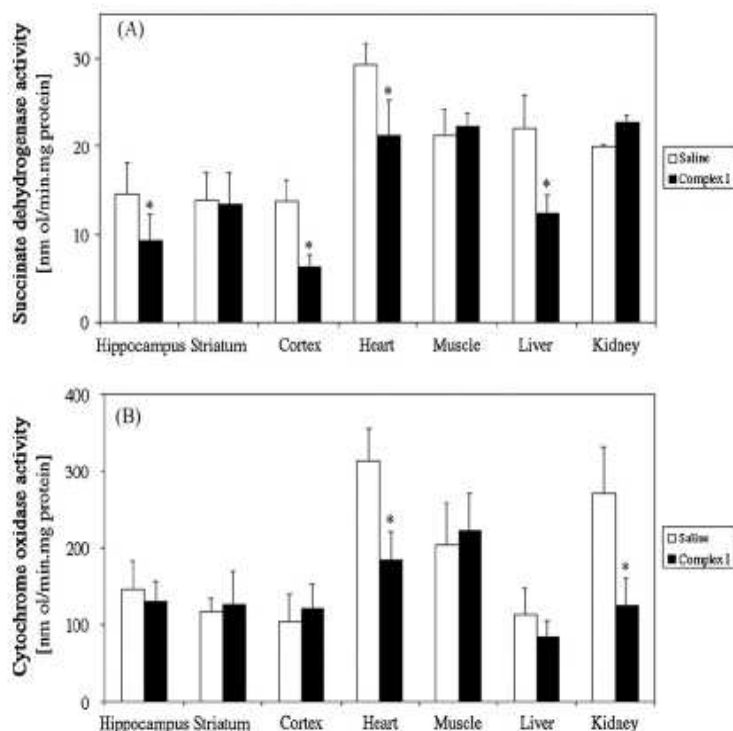 (A)
Succinate dehydrogenase activity
[nm ol/min.mg protein]
30
20
10
0
*
*
*
*
Hippocampus Striatum Cortex Heart Muscle Liver Kidney
Saline
Complex I
(B)
Cytochrome oxidase activity
[nm ol/min.mg protein]
400
300
200
100
0
*
*
Hippocampus Striatum Cortex Heart Muscle Liver Kidney
Saline
Complex I